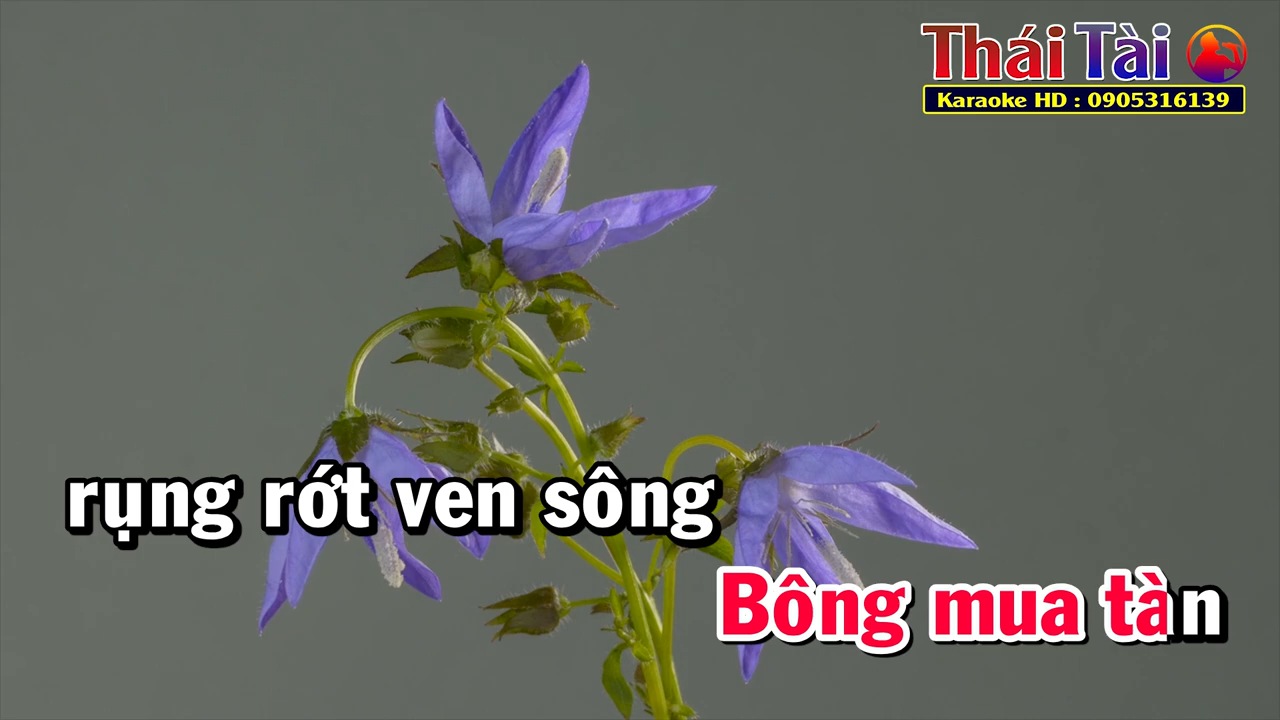 Thái Tài
Karaoke HD : 0905316139
rụng rớt ven sông
Bông mua tàn